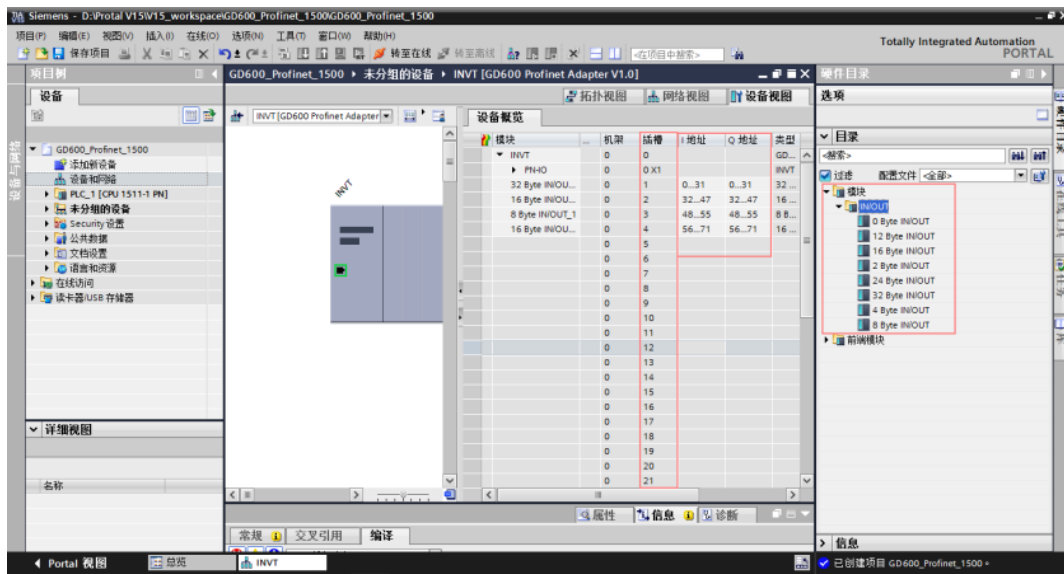 Siemens - D:\Protal V15\V15_workspace\GD600_Profinet_1500\GD600_Profinet_1500
项目(P) 编辑(E) 视图(V) 插入(I) 在线(O) 选项(N) 工具(T) 窗口(W) 帮助(H)
Totally Integrated Automation
PORTAL
保存项目 转至在线 转至离线 <在项目中搜索>
项目树
GD600_Profinet_1500 ▸ 未分组的设备 ▸ INVT [GD600 Profinet Adapter V1.0]
硬件目录
设备
拓扑视图 网络视图 设备视图
选项
INVT [GD600 Profinet Adapter]
设备概览
模块 ... 机架 插槽 I 地址 Q 地址 类型
目录
INVT 0 0 GD...
<搜索>
PN-IO 0 0 X1 INVT
过滤 配置文件 <全部>
32 Byte IN/OU... 0 1 0...31 0...31 32 ...
16 Byte IN/OU... 0 2 32...47 32...47 16 ...
8 Byte IN/OUT_1 0 3 48...55 48...55 8 B...
16 Byte IN/OU... 0 4 56...71 56...71 16 ...
0 5
0 6
0 7
0 8
0 9
0 10
0 11
0 12
0 13
0 14
0 15
0 16
0 17
0 18
0 19
0 20
0 21
GD600_Profinet_1500
添加新设备
设备和网络
PLC_1 [CPU 1511-1 PN]
未分组的设备
Security 设置
公共数据
文档设置
语言和资源
在线访问
读卡器/USB 存储器
设备与网络
INVT
模块
IN/OUT
0 Byte IN/OUT
12 Byte IN/OUT
16 Byte IN/OUT
2 Byte IN/OUT
24 Byte IN/OUT
32 Byte IN/OUT
4 Byte IN/OUT
8 Byte IN/OUT
前端模块
详细视图
名称
属性 信息 诊断
常规 交叉引用 编译
信息
Portal 视图 总览 INVT
已创建项目 GD600_Profinet_1500。